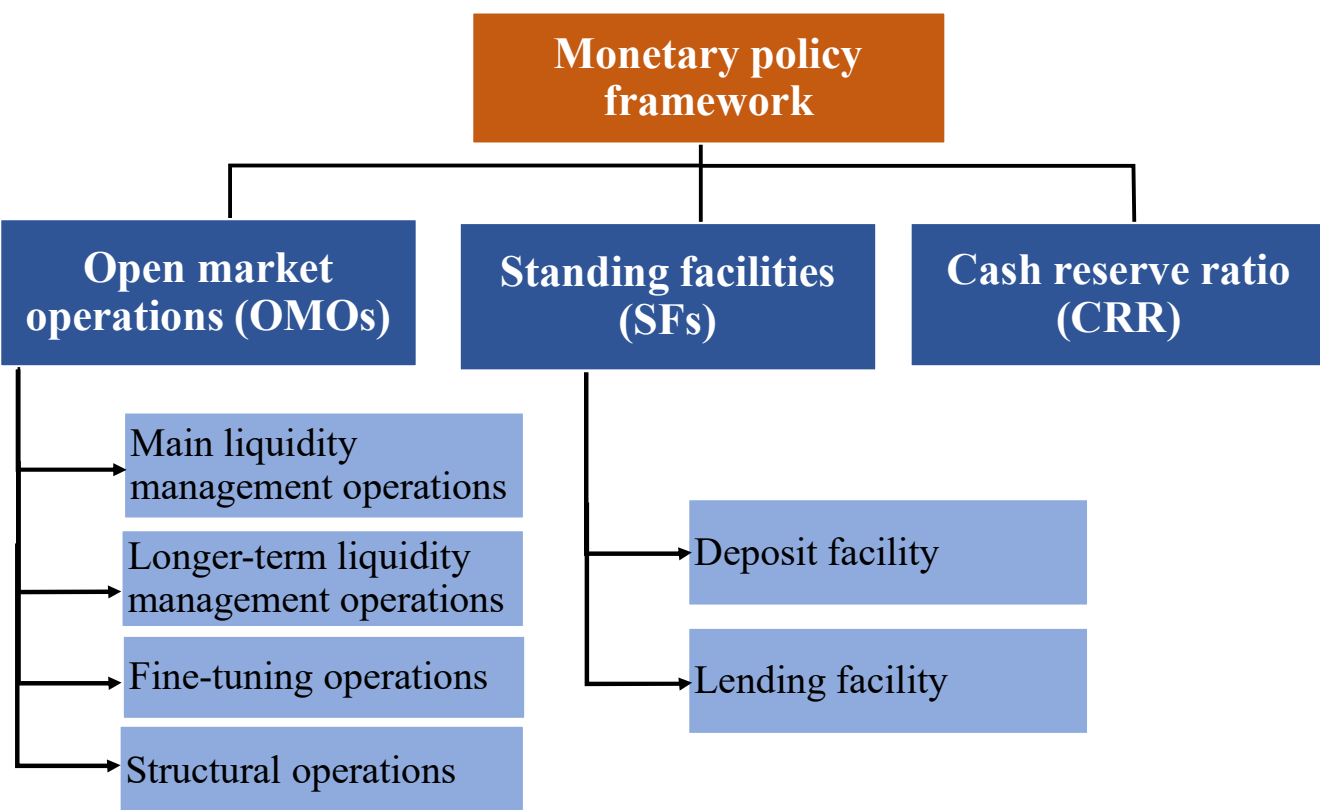 Monetary policy
framework
Open market
operations (OMOs)
Standing facilities
(SFs)
Cash reserve ratio
(CRR)
Main liquidity
management operations
Longer-term liquidity
management operations
Fine-tuning operations
Structural operations
Deposit facility
Lending facility